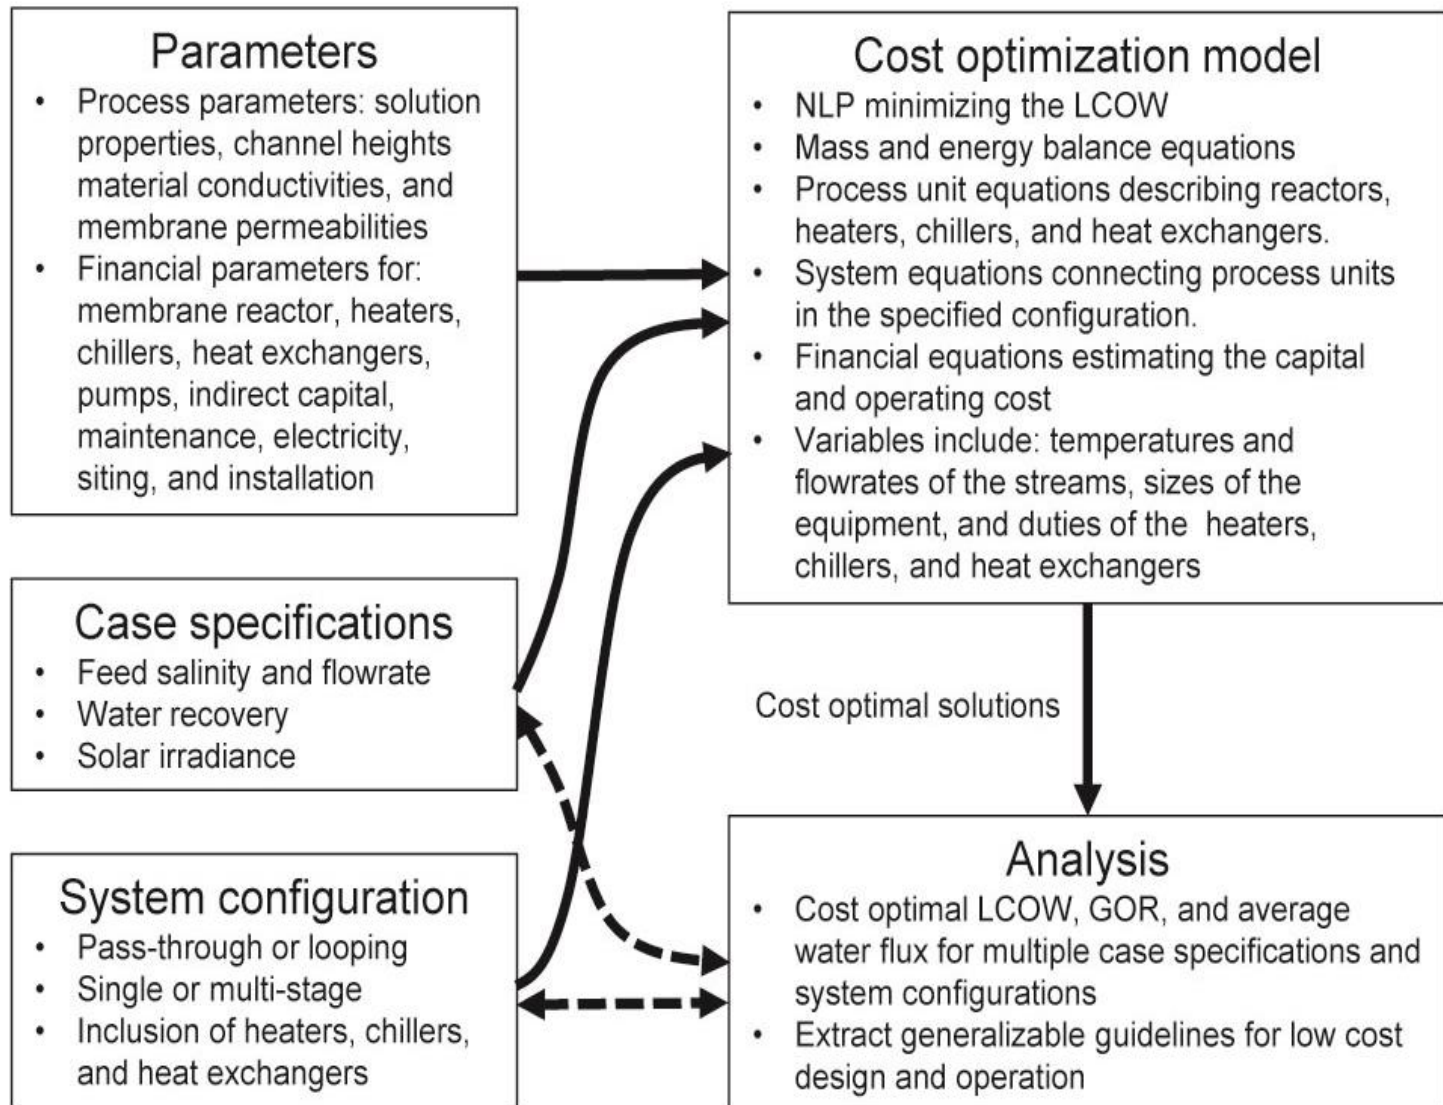 Parameters
• Process parameters: solution
properties, channel heights
material conductivities, and
membrane permeabilities
• Financial parameters for:
membrane reactor, heaters,
chillers, heat exchangers,
pumps, indirect capital,
maintenance, electricity,
siting, and installation
Case specifications
• Feed salinity and flowrate
• Water recovery
• Solar irradiance
System configuration
• Pass-through or looping
• Single or multi-stage
• Inclusion of heaters, chillers,
and heat exchangers
Cost optimization model
• NLP minimizing the LCOW
• Mass and energy balance equations
• Process unit equations describing reactors,
heaters, chillers, and heat exchangers.
• System equations connecting process units
in the specified configuration.
• Financial equations estimating the capital
and operating cost
• Variables include: temperatures and
flowrates of the streams, sizes of the
equipment, and duties of the heaters,
chillers, and heat exchangers
Cost optimal solutions
Analysis
• Cost optimal LCOW, GOR, and average
water flux for multiple case specifications and
system configurations
• Extract generalizable guidelines for low cost
design and operation